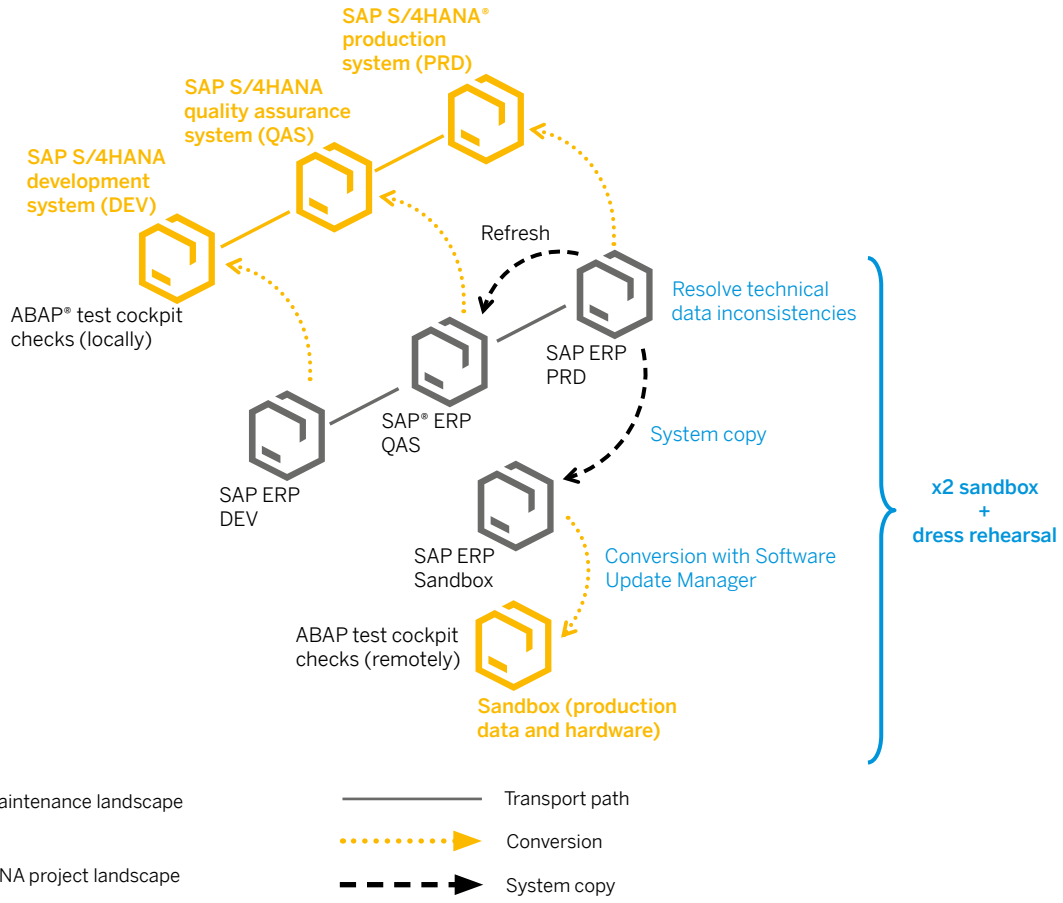 SAP S/4HANA®
production
system (PRD)
SAP S/4HANA
quality assurance
system (QAS)
SAP S/4HANA
development
system (DEV)
ABAP® test cockpit
checks (locally)
Refresh
Resolve technical
data inconsistencies
SAP ERP
PRD
SAP® ERP
QAS
SAP ERP
DEV
System copy
x2 sandbox
+
dress rehearsal
SAP ERP
Sandbox
Conversion with Software
Update Manager
ABAP test cockpit
checks (remotely)
Sandbox (production
data and hardware)
aintenance landscape
Transport path
Conversion
NA project landscape
System copy